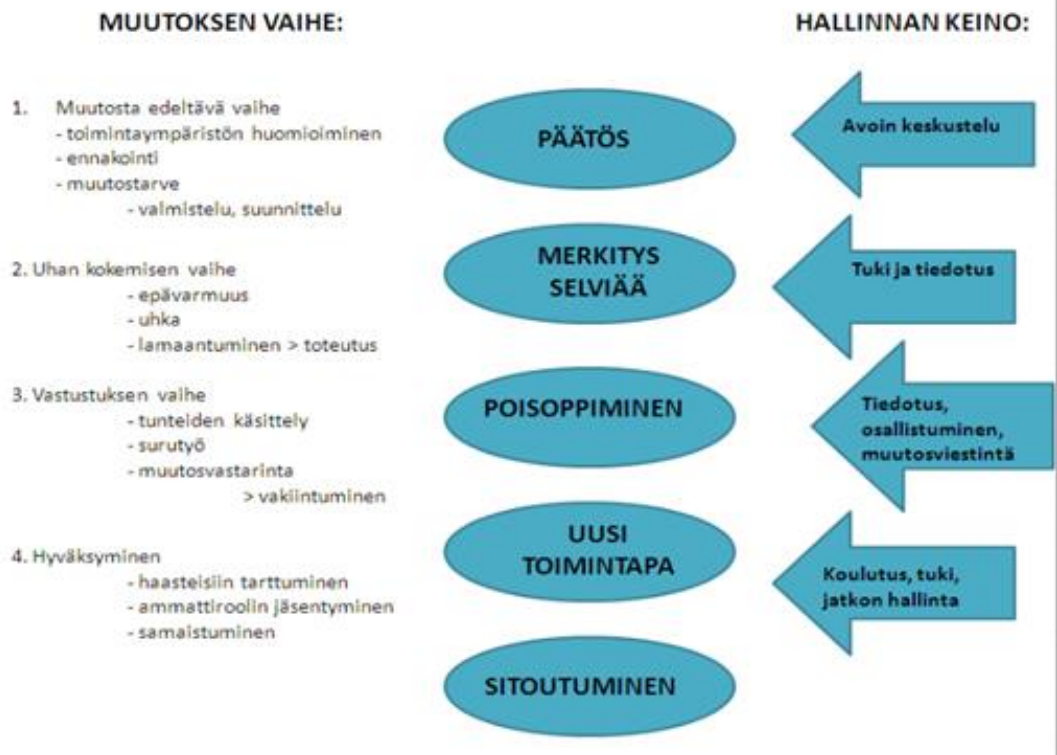 MUUTOKSEN VAIHE:
HALLINNAN KEINO:
1. Muutosta edeltävä vaihe
- toimintaympäristön huomioiminen
- ennakointi
- muutostarve
- valmistelu, suunnittelu
PÄÄTÖS
Avoin keskustelu
2. Uhan kokemisen vaihe
- epävarmuus
- uhka
- lamaantuminen > toteutus
MERKITYS
SELVIÄÄ
Tuki ja tiedotus
3. Vastustuksen vaihe
- tunteiden käsittely
- surutyö
- muutosvastarinta
> vakiintuminen
POISOPPIMINEN
Tiedotus,
osallistuminen,
muutosviestintä
4. Hyväksyminen
- haasteisiin tarttuminen
- ammattiroolin jäsentyminen
- samaistuminen
UUSI
TOIMINTAPA
Koulutus, tuki,
jatkon hallinta
SITOUTUMINEN